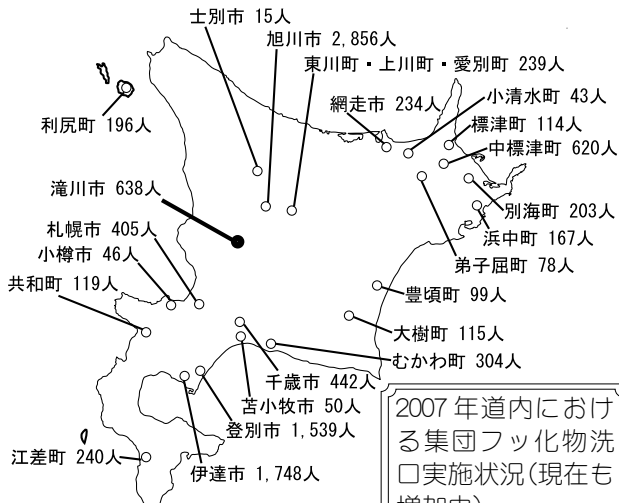 士別市 15人
旭川市 2,856人
東川町・上川町・愛別町 239人
網走市 234人
小清水町 43人
標津町 114人
中標津町 620人
利尻町 196人
滝川市 638人
別海町 203人
浜中町 167人
弟子屈町 78人
札幌市 405人
小樽市 46人
共和町 119人
豊頃町 99人
大樹町 115人
むかわ町 304人
千歳市 442人
苫小牧市 50人
登別市 1,539人
伊達市 1,748人
江差町 240人
2007 年道内におけ
る集団フッ化物洗
口実施状況(現在も